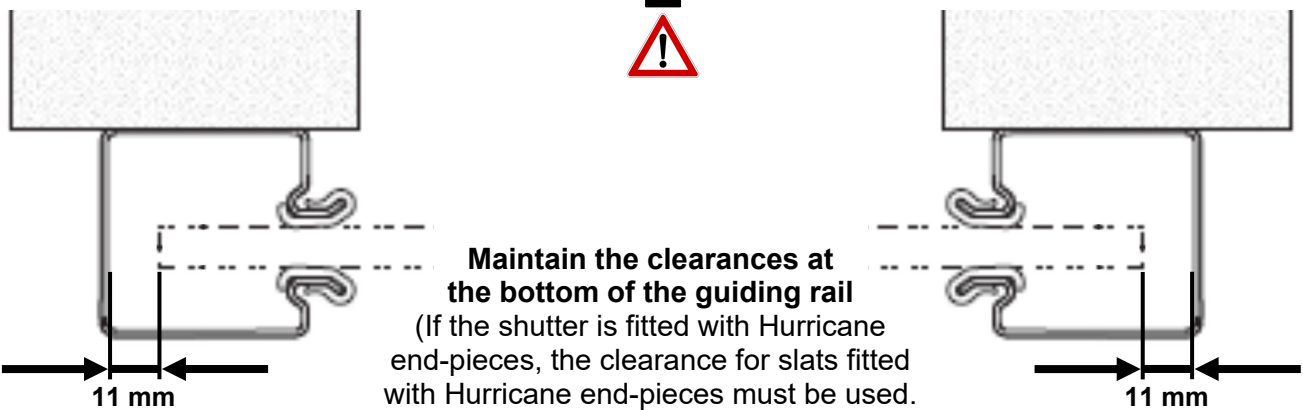 Maintain the clearances at
the bottom of the guiding rail
(If the shutter is fitted with Hurricane
end-pieces, the clearance for slats fitted
with Hurricane end-pieces must be used.
11 mm
11 mm